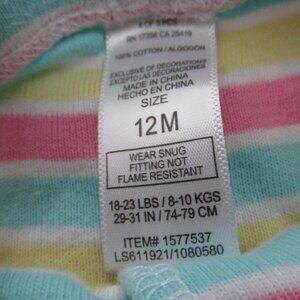 RN 17356 CA 25419
100% COTTON / ALGODÓN
EXCLUSIVE OF DECORATIONS
EXCEPTO LAS DECORACIONES
MADE IN CHINA
HECHO EN CHINA
SIZE
12M
WEAR SNUG
FITTING NOT
FLAME RESISTANT
18-23 LBS / 8-10 KGS
29-31 IN / 74-79 CM
ITEM# 1577537
LS611921/1080580